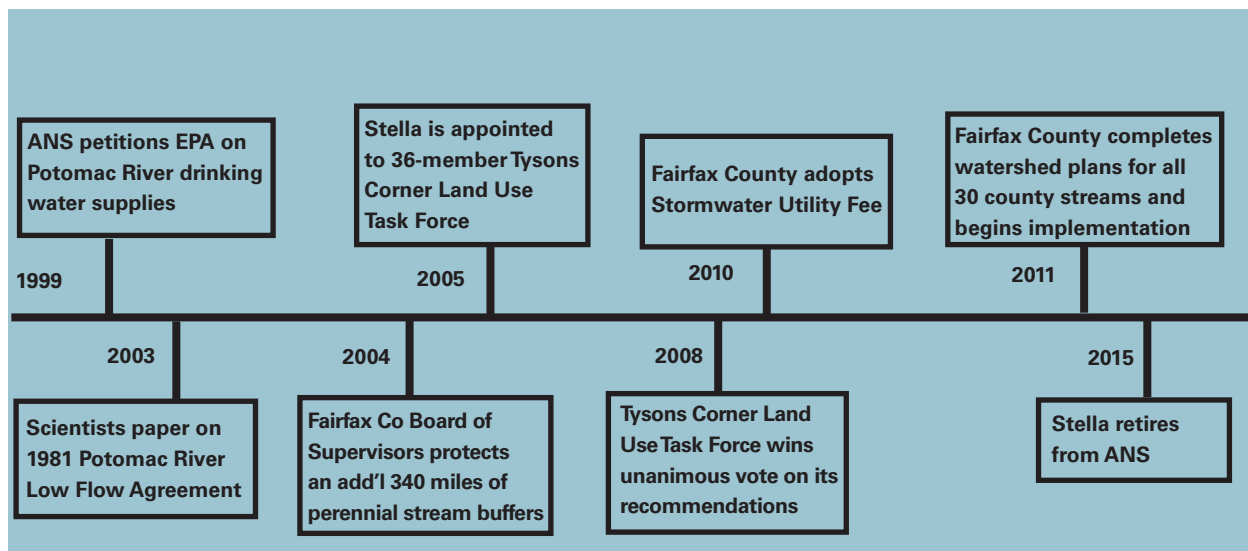 ANS petitions EPA on
Potomac River drinking
water supplies
1999
Stella is appointed
to 36-member Tysons
Corner Land Use
Task Force
2005
Fairfax County adopts
Stormwater Utility Fee
2010
Fairfax County completes
watershed plans for all
30 county streams and
begins implementation
2011
2003
Scientists paper on
1981 Potomac River
Low Flow Agreement
2004
Fairfax Co Board of
Supervisors protects
an add'l 340 miles of
perennial stream buffers
2008
Tysons Corner Land
Use Task Force wins
unanimous vote on its
recommendations
2015
Stella retires
from ANS